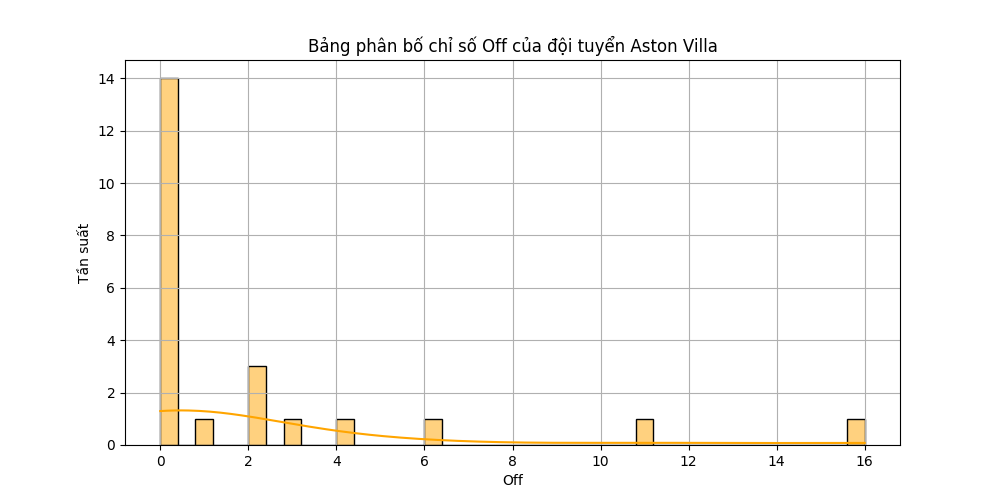 Bảng phân bố chỉ số Off của đội tuyển Aston Villa
14
12
10
8
6
4
2
0
Tần suất
0 2 4 6 8 10 12 14 16
Off